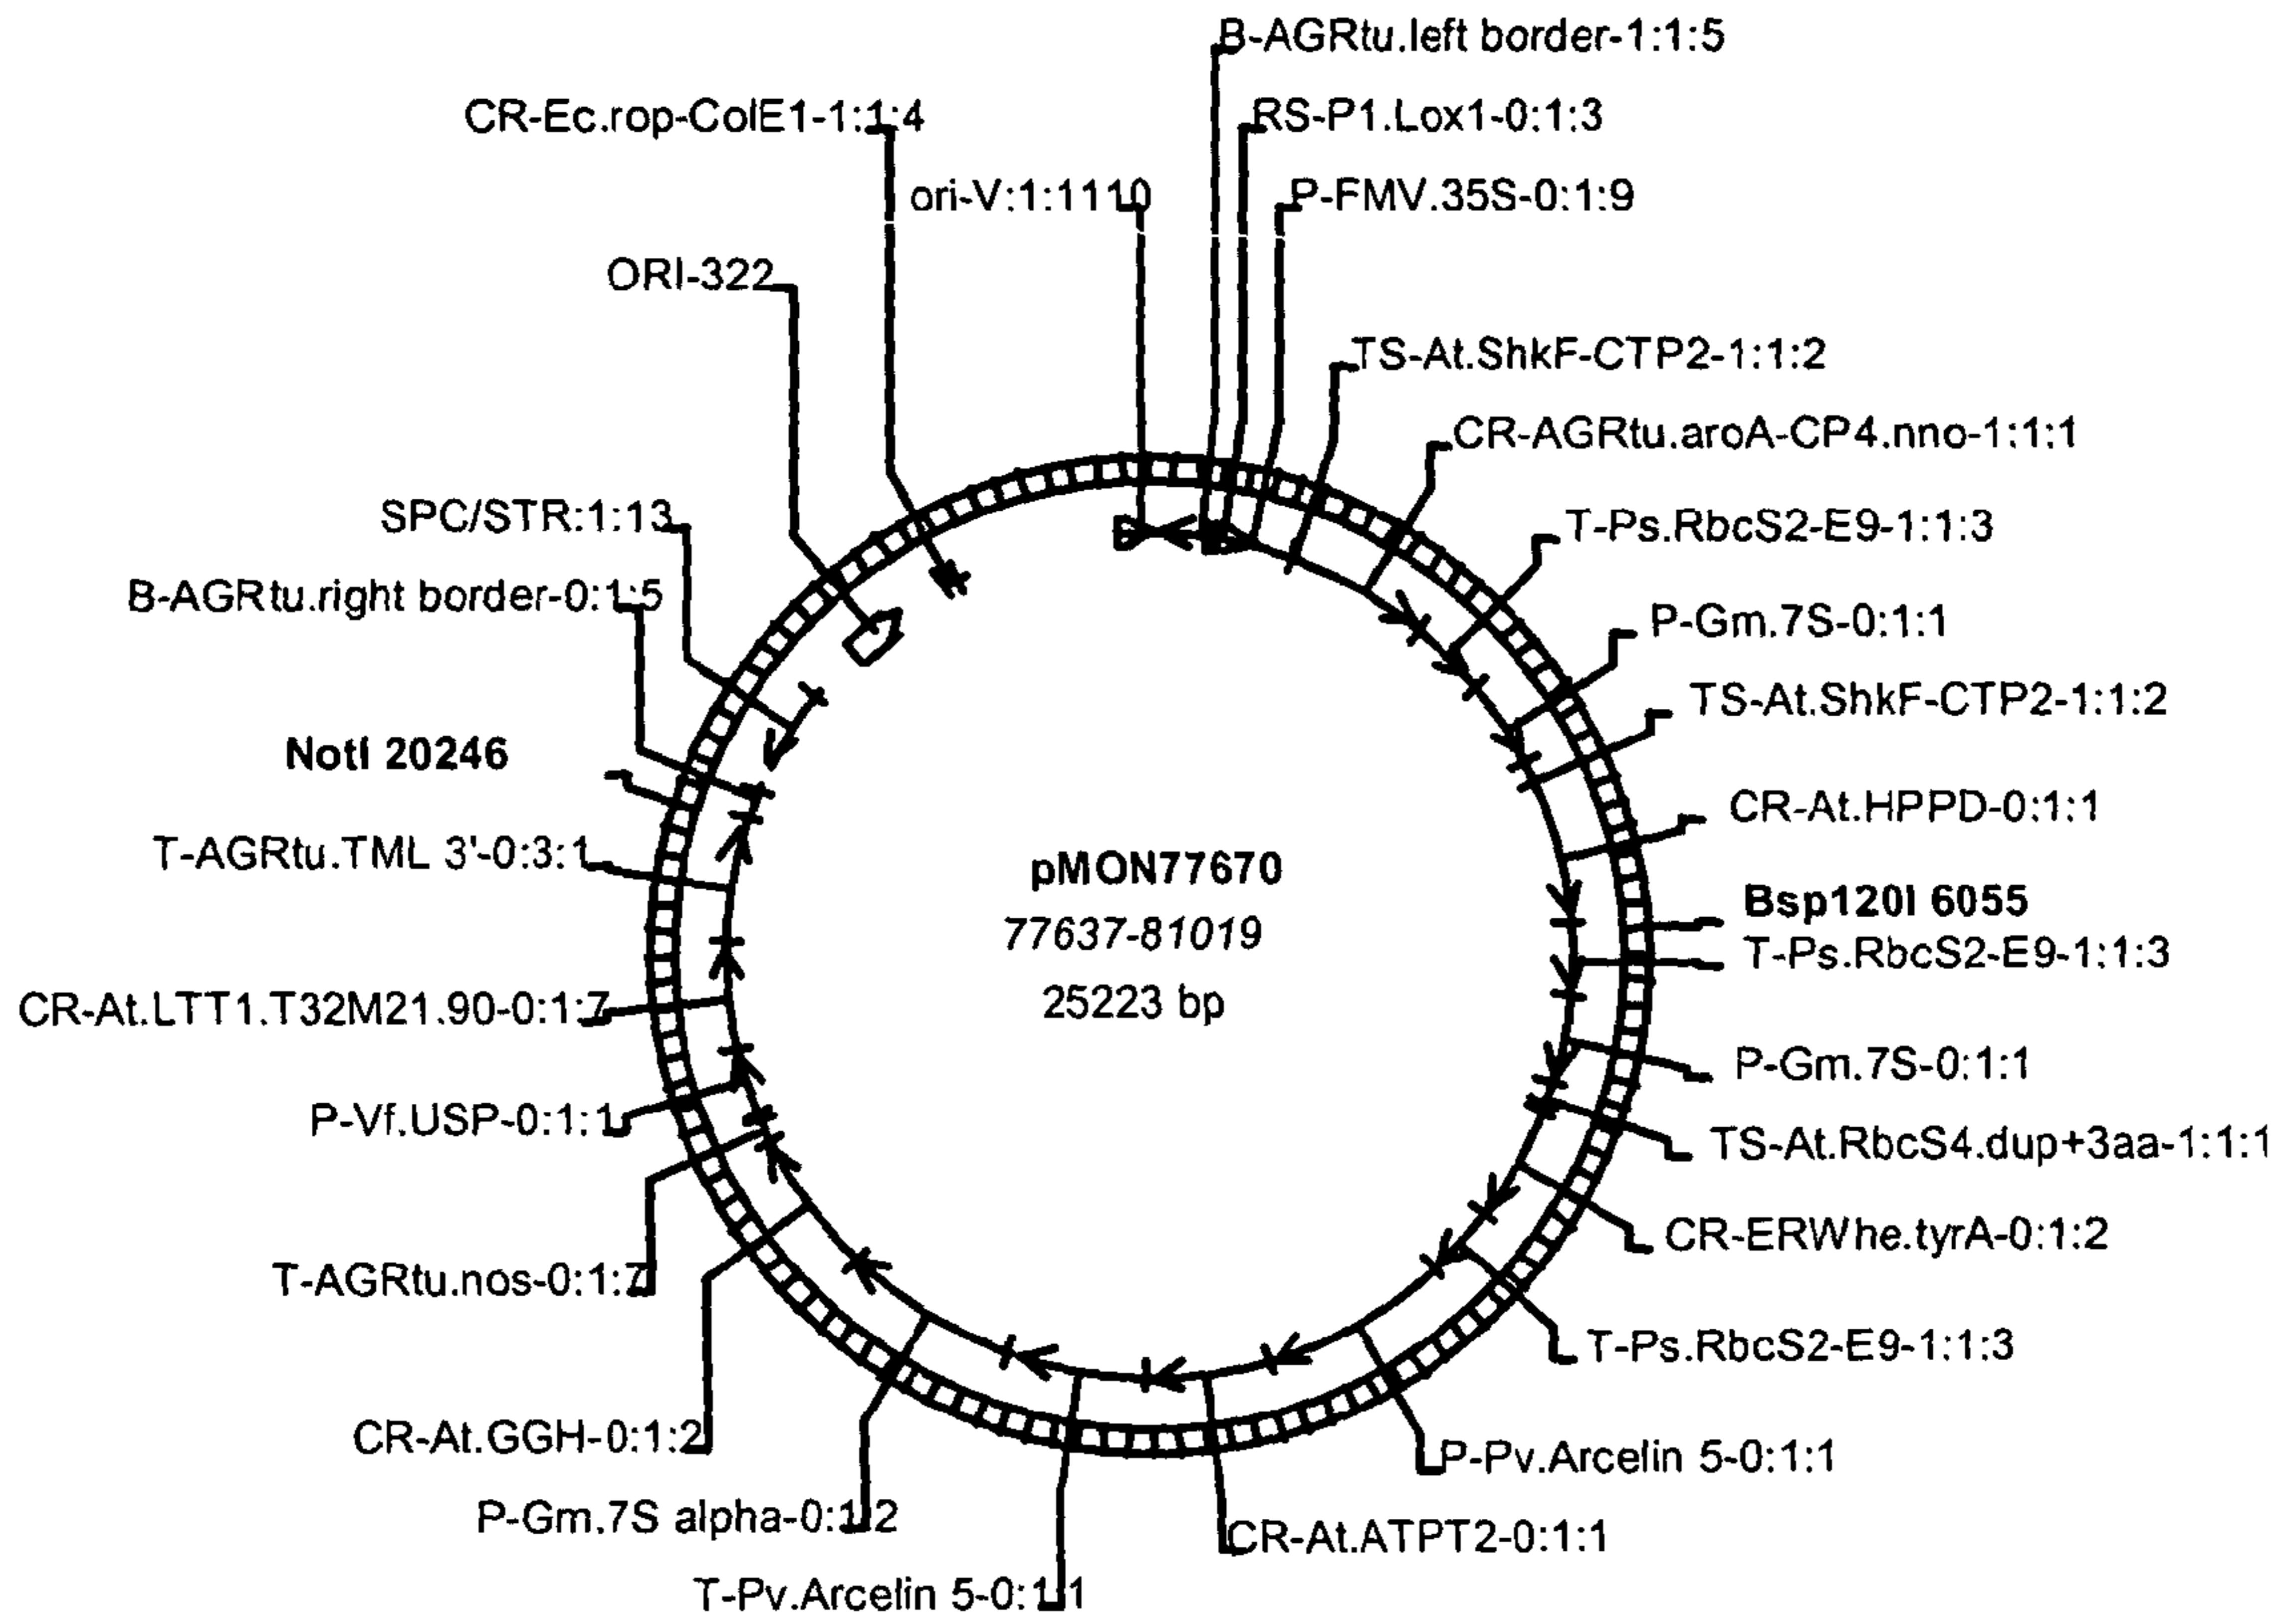 B-AGRtu.left border-1:1:5
CR-Ec.rop-ColE1-1:1:4
RS-P1.Lox1-0:1:3
ori-V:1:1110
P-FMV.35S-0:1:9
ORI-322
TS-At.ShkF-CTP2-1:1:2
CR-AGRtu.aroA-CP4.nno-1:1:1
SPC/STR:1:13
T-Ps.RbcS2-E9-1:1:3
B-AGRtu.right border-0:1:5
P-Gm.7S-0:1:1
TS-At.ShkF-CTP2-1:1:2
NotI 20246
CR-At.HPPD-0:1:1
T-AGRtu.TML 3'-0:3:1
pMON77670
Bsp120I 6055
77637-81019
T-Ps.RbcS2-E9-1:1:3
25223 bp
CR-At.LTT1.T32M21.90-0:1:7
P-Gm.7S-0:1:1
P-Vf.USP-0:1:1
TS-At.RbcS4.dup+3aa-1:1:1
CR-ERWhe.tyrA-0:1:2
T-AGRtu.nos-0:1:7
T-Ps.RbcS2-E9-1:1:3
CR-At.GGH-0:1:2
P-Pv.Arcelin 5-0:1:1
P-Gm.7S alpha-0:1:2
CR-At.ATPT2-0:1:1
T-Pv.Arcelin 5-0:1:1